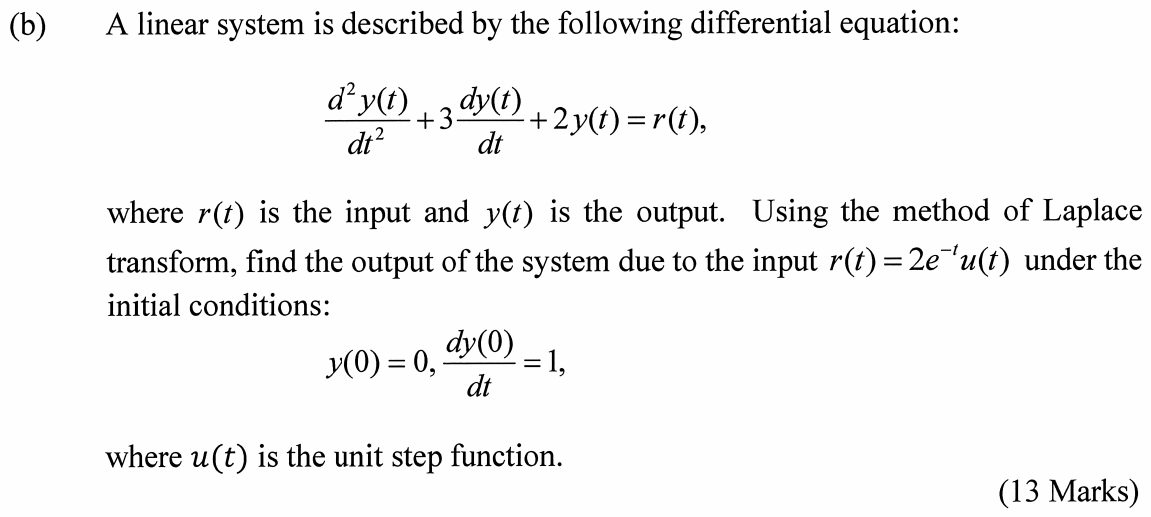 (b) A linear system is described by the following differential equation:
d²y(t)/dt² + 3 dy(t)/dt + 2y(t) = r(t),
where r(t) is the input and y(t) is the output. Using the method of Laplace
transform, find the output of the system due to the input r(t) = 2e⁻ᵗu(t) under the
initial conditions:
y(0) = 0, dy(0)/dt = 1,
where u(t) is the unit step function.
(13 Marks)